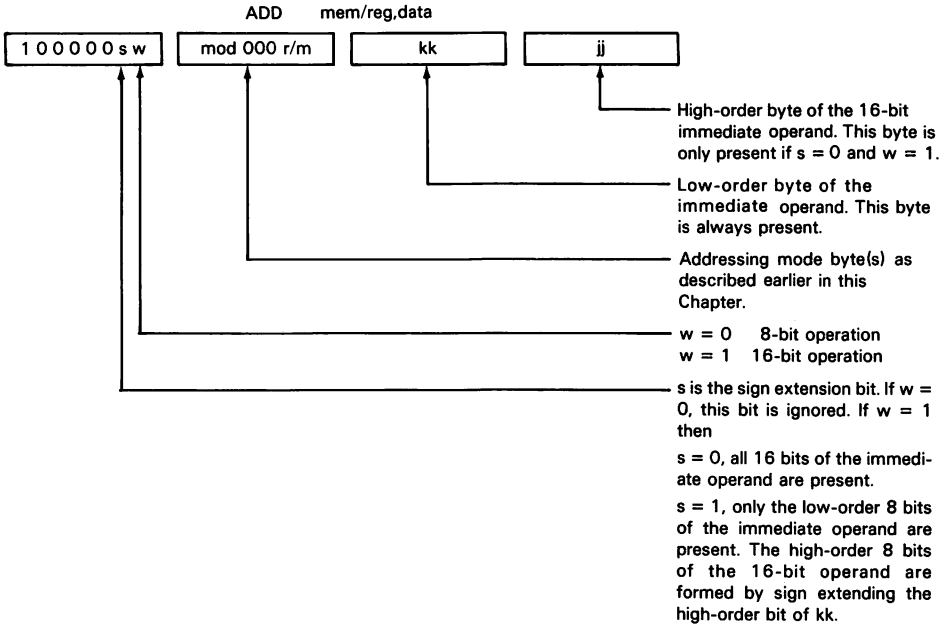 ADD mem/reg,data
1 0 0 0 0 0 s w
mod 000 r/m
kk
jj
High-order byte of the 16-bit
immediate operand. This byte is
only present if s = 0 and w = 1.
Low-order byte of the
immediate operand. This byte
is always present.
Addressing mode byte(s) as
described earlier in this
Chapter.
w = 0 8-bit operation
w = 1 16-bit operation
s is the sign extension bit. If w =
0, this bit is ignored. If w = 1
then
s = 0, all 16 bits of the immedi-
ate operand are present.
s = 1, only the low-order 8 bits
of the immediate operand are
present. The high-order 8 bits
of the 16-bit operand are
formed by sign extending the
high-order bit of kk.